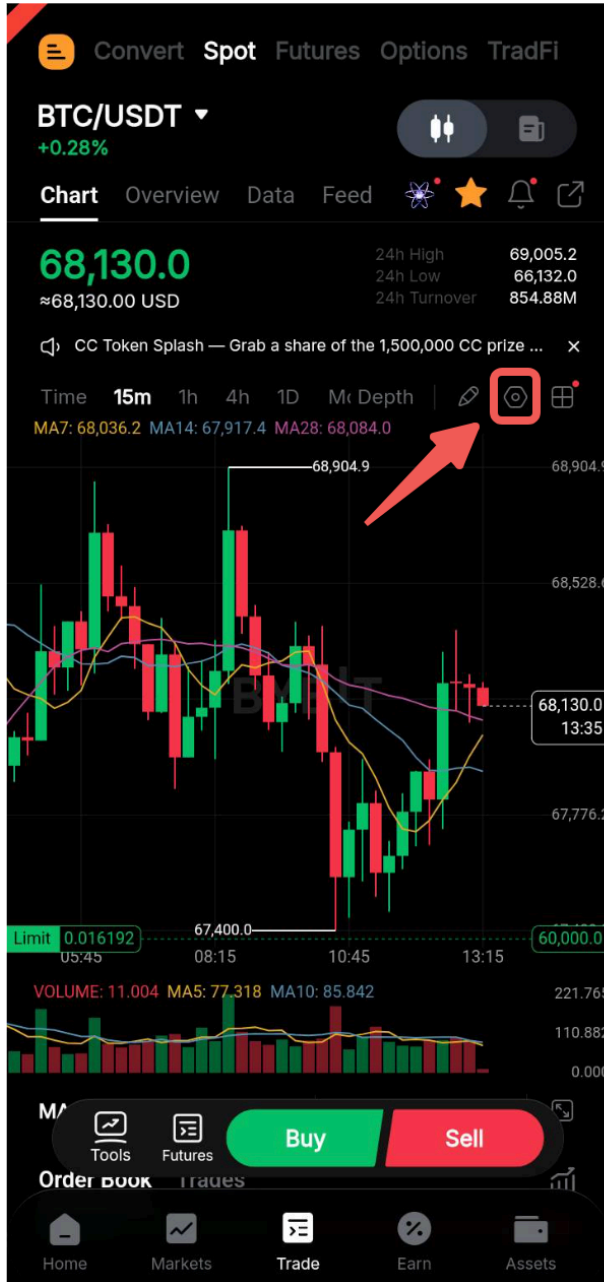 Convert Spot Futures Options TradFi
BTC/USDT
+0.28%
Chart Overview Data Feed
68,130.0
≈68,130.00 USD
24h High 69,005.2
24h Low 66,132.0
24h Turnover 854.88M
CC Token Splash — Grab a share of the 1,500,000 CC prize ...
Time 15m 1h 4h 1D Mo Depth
MA7: 68,036.2 MA14: 67,917.4 MA28: 68,084.0
68,904.9
68,904.9
68,528.6
BYBIT
68,130.0
13:35
67,776.2
67,400.0
Limit 0.016192
60,000.0
05:45 08:15 10:45 13:15
VOLUME: 11.004 MA5: 77.318 MA10: 85.842
221.765
110.882
0.000
MA
Tools
Futures
Buy
Sell
Order Book Trades
Home Markets Trade Earn Assets